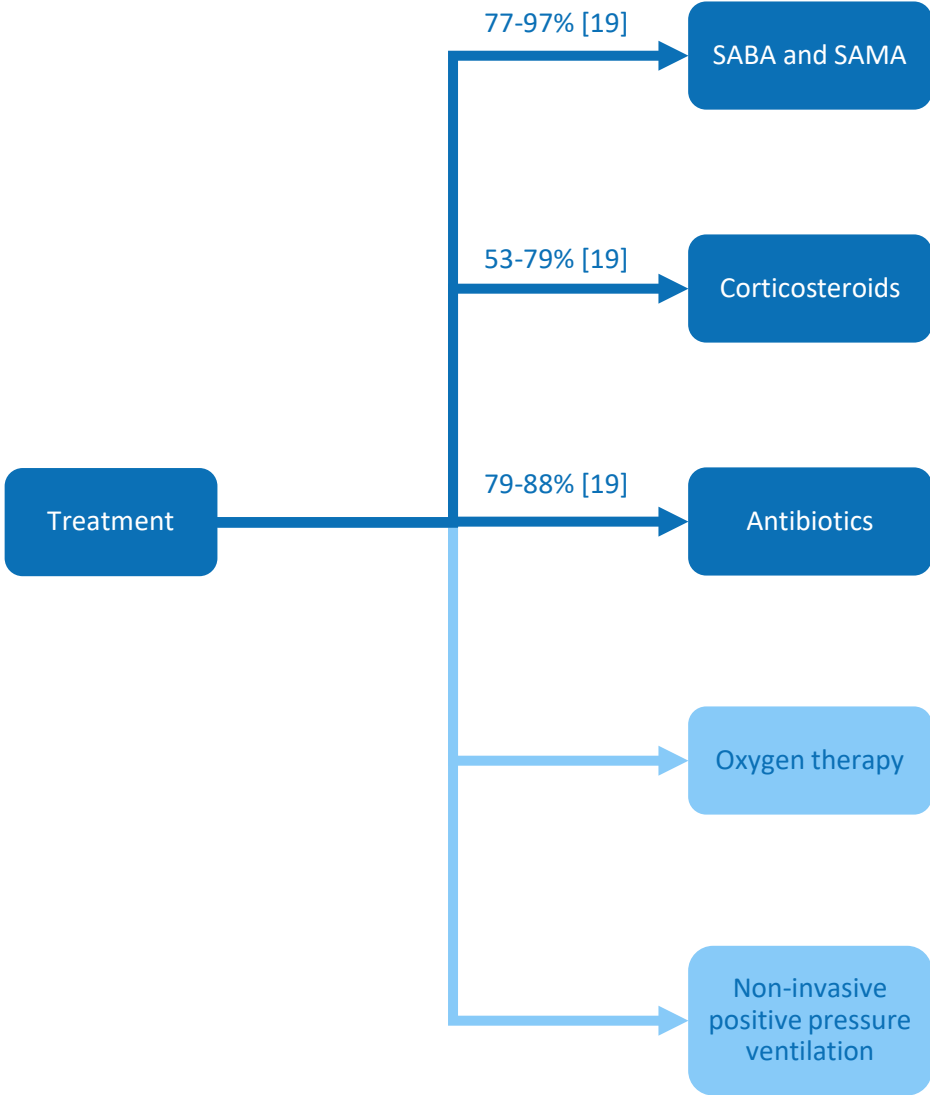 77-97% [19]
SABA and SAMA
53-79% [19]
Corticosteroids
79-88% [19]
Treatment
Antibiotics
Oxygen therapy
Non-invasive
positive pressure
ventilation